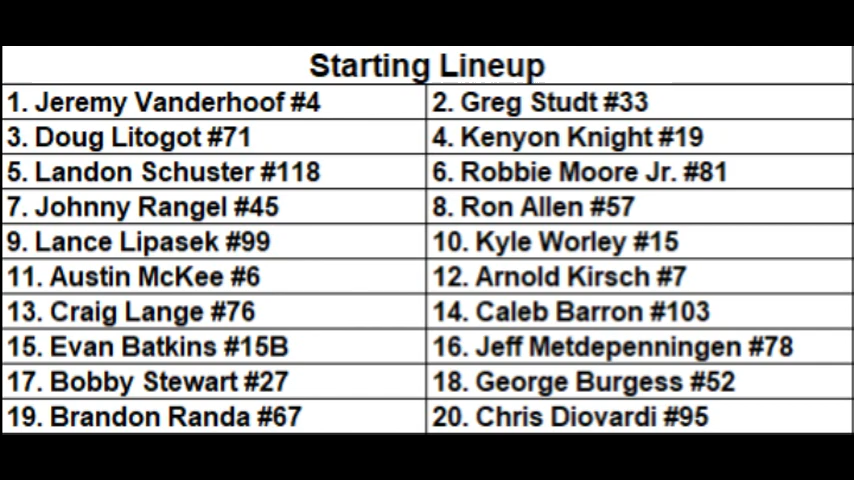 Starting Lineup
1. Jeremy Vanderhoof #4 2. Greg Studt #33
3. Doug Litogot #71 4. Kenyon Knight #19
5. Landon Schuster #118 6. Robbie Moore Jr. #81
7. Johnny Rangel #45 8. Ron Allen #57
9. Lance Lipasek #99 10. Kyle Worley #15
11. Austin McKee #6 12. Arnold Kirsch #7
13. Craig Lange #76 14. Caleb Barron #103
15. Evan Batkins #15B 16. Jeff Metdepenningen #78
17. Bobby Stewart #27 18. George Burgess #52
19. Brandon Randa #67 20. Chris Diovardi #95